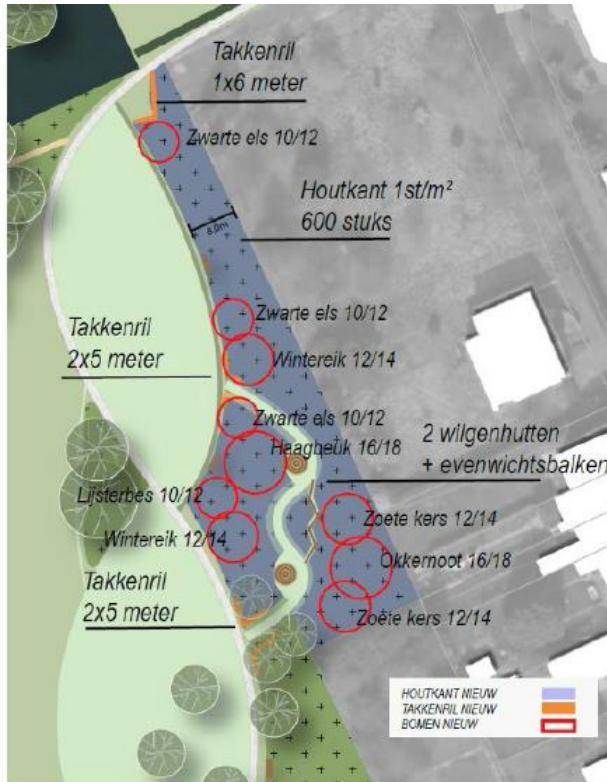 Takkenril
1x6 meter
Zwarte els 10/12
Houtkant 1st/m²
600 stuks
8.0m
Zwarte els 10/12
Takkenril
2x5 meter
Wintereik 12/14
Zwarte els 10/12
Haagbeuk 16/18
2 wilgenhutten
+ evenwichtsbalken
Lijsterbes 10/12
Zoete kers 12/14
Wintereik 12/14
Okkernoot 16/18
Takkenril
2x5 meter
Zoete kers 12/14
HOUTKANT NIEUW
TAKKENRIL NIEUW
BOMEN NIEUW